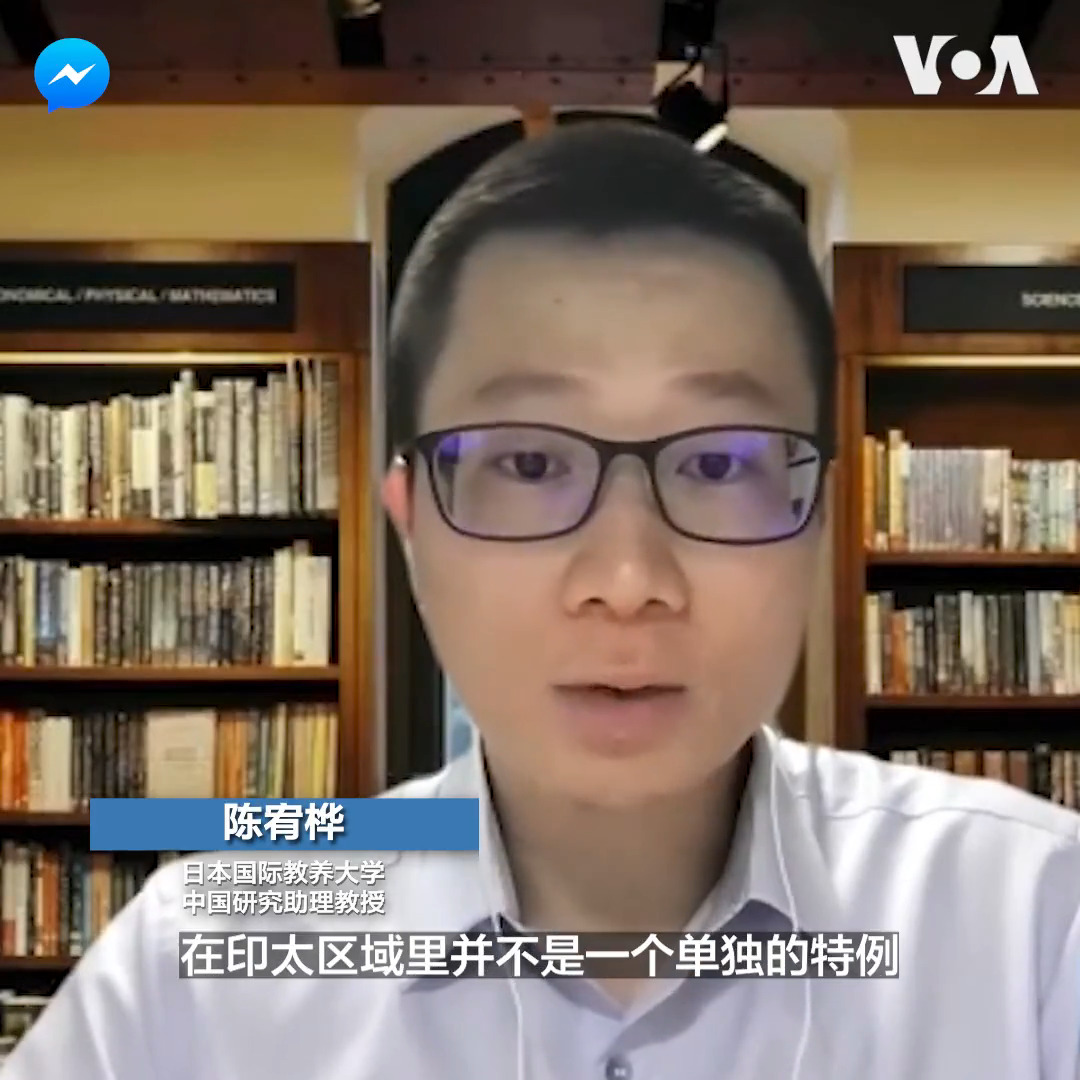 VOA
ONOMICAL / PHYSICAL / MATHEMATICS
SCIENCE
陈宥桦
日本国际教养大学
中国研究助理教授
在印太区域里并不是一个单独的特例